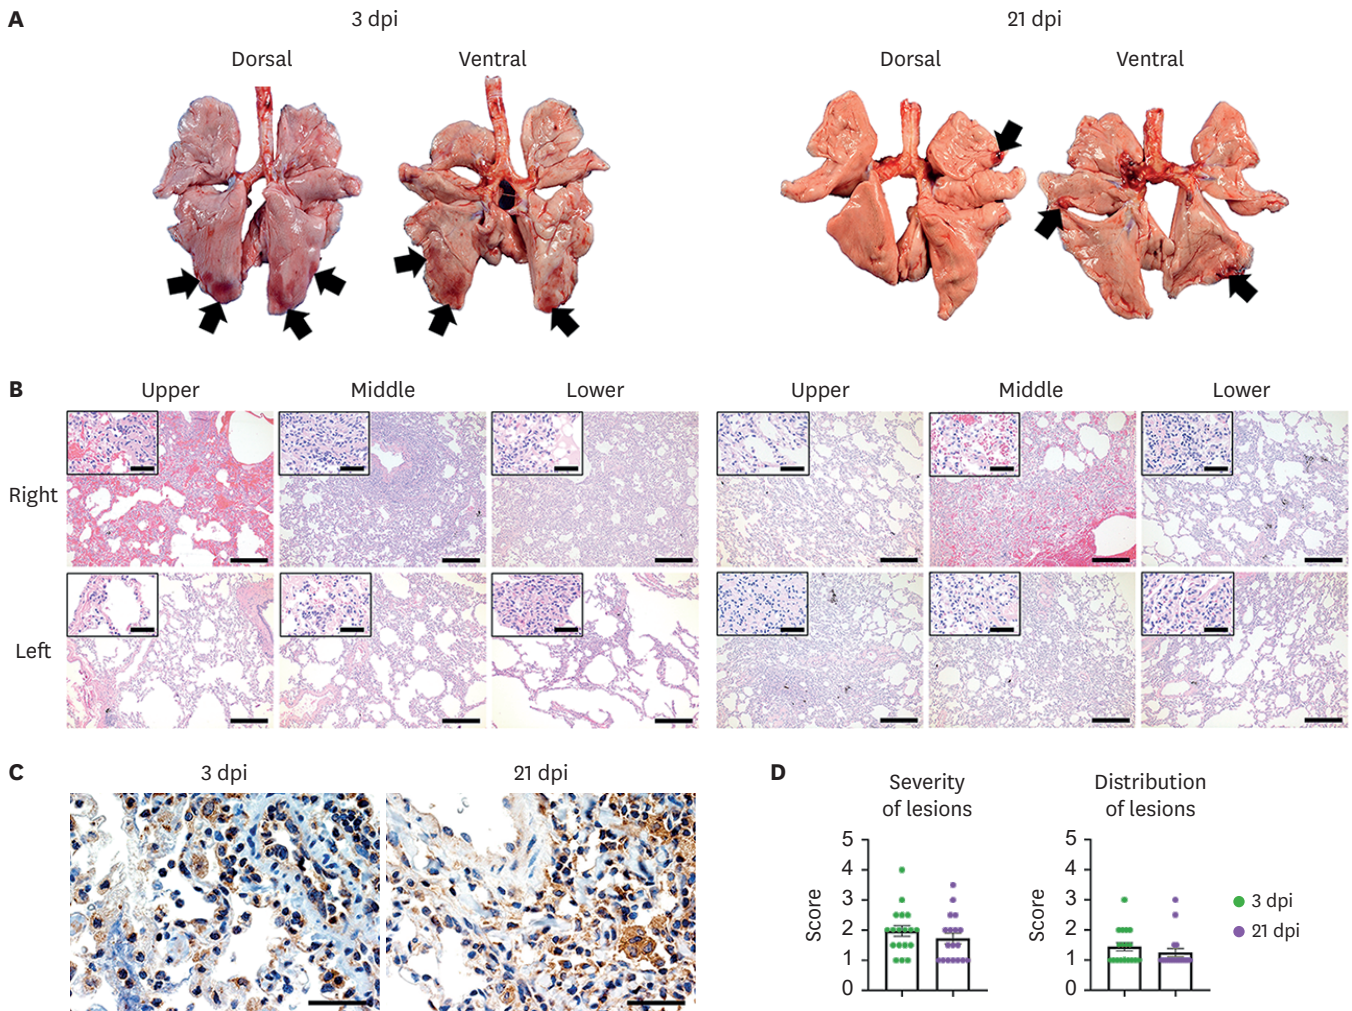 A
3 dpi
21 dpi
Dorsal
Ventral
Dorsal
Ventral
B
Upper
Middle
Lower
Upper
Middle
Lower
Right
Left
C
3 dpi
21 dpi
D
Severity
of lesions
Distribution
of lesions
5
4
3
2
1
0
Score
5
4
3
2
1
0
Score
3 dpi
21 dpi